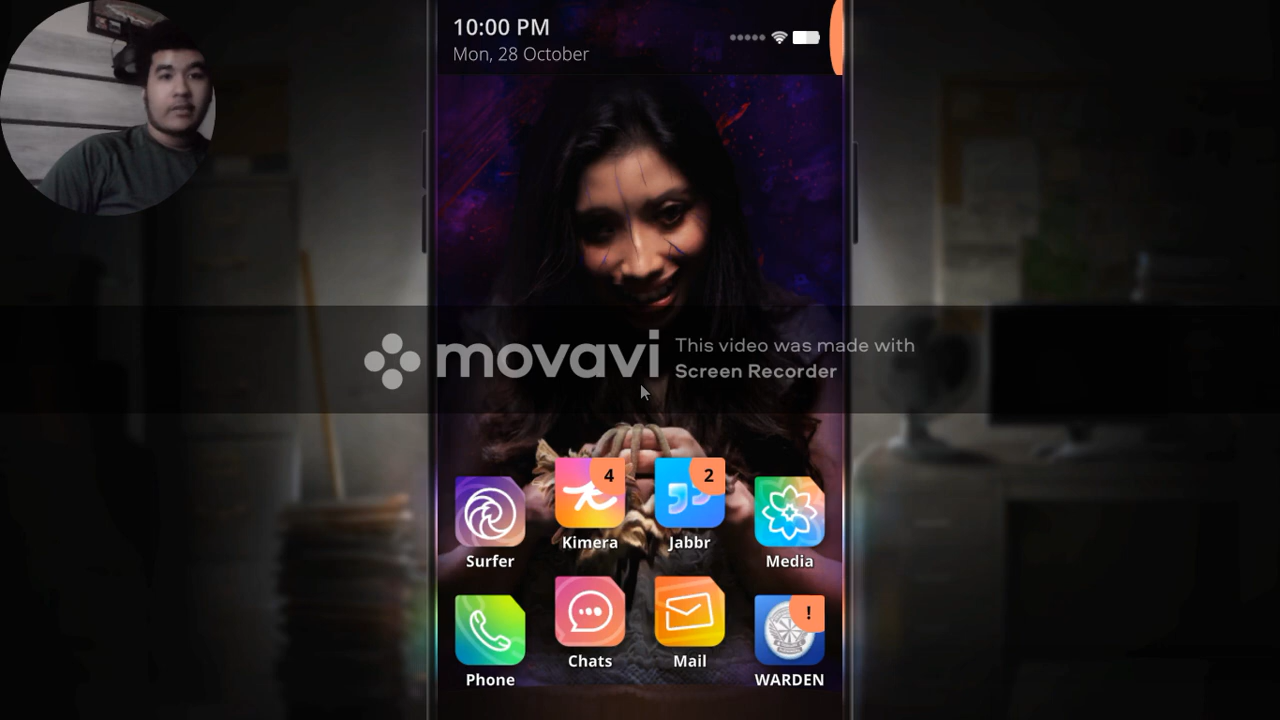 10:00 PM
Mon, 28 October
movavi
This video was made with
Screen Recorder
4
2
Surfer
Kimera
Jabbr
Media
!
Phone
Chats
Mail
WARDEN